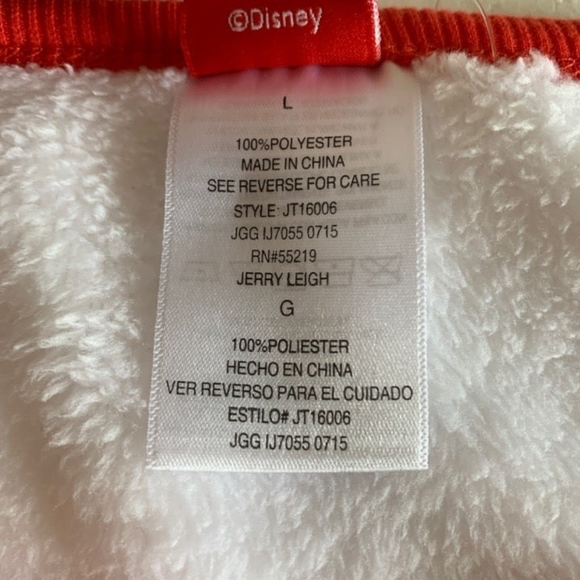 ©Disney
L
100%POLYESTER
MADE IN CHINA
SEE REVERSE FOR CARE
STYLE: JT16006
JGG IJ7055 0715
RN#55219
JERRY LEIGH
G
100%POLIESTER
HECHO EN CHINA
VER REVERSO PARA EL CUIDADO
ESTILO# JT16006
JGG IJ7055 0715